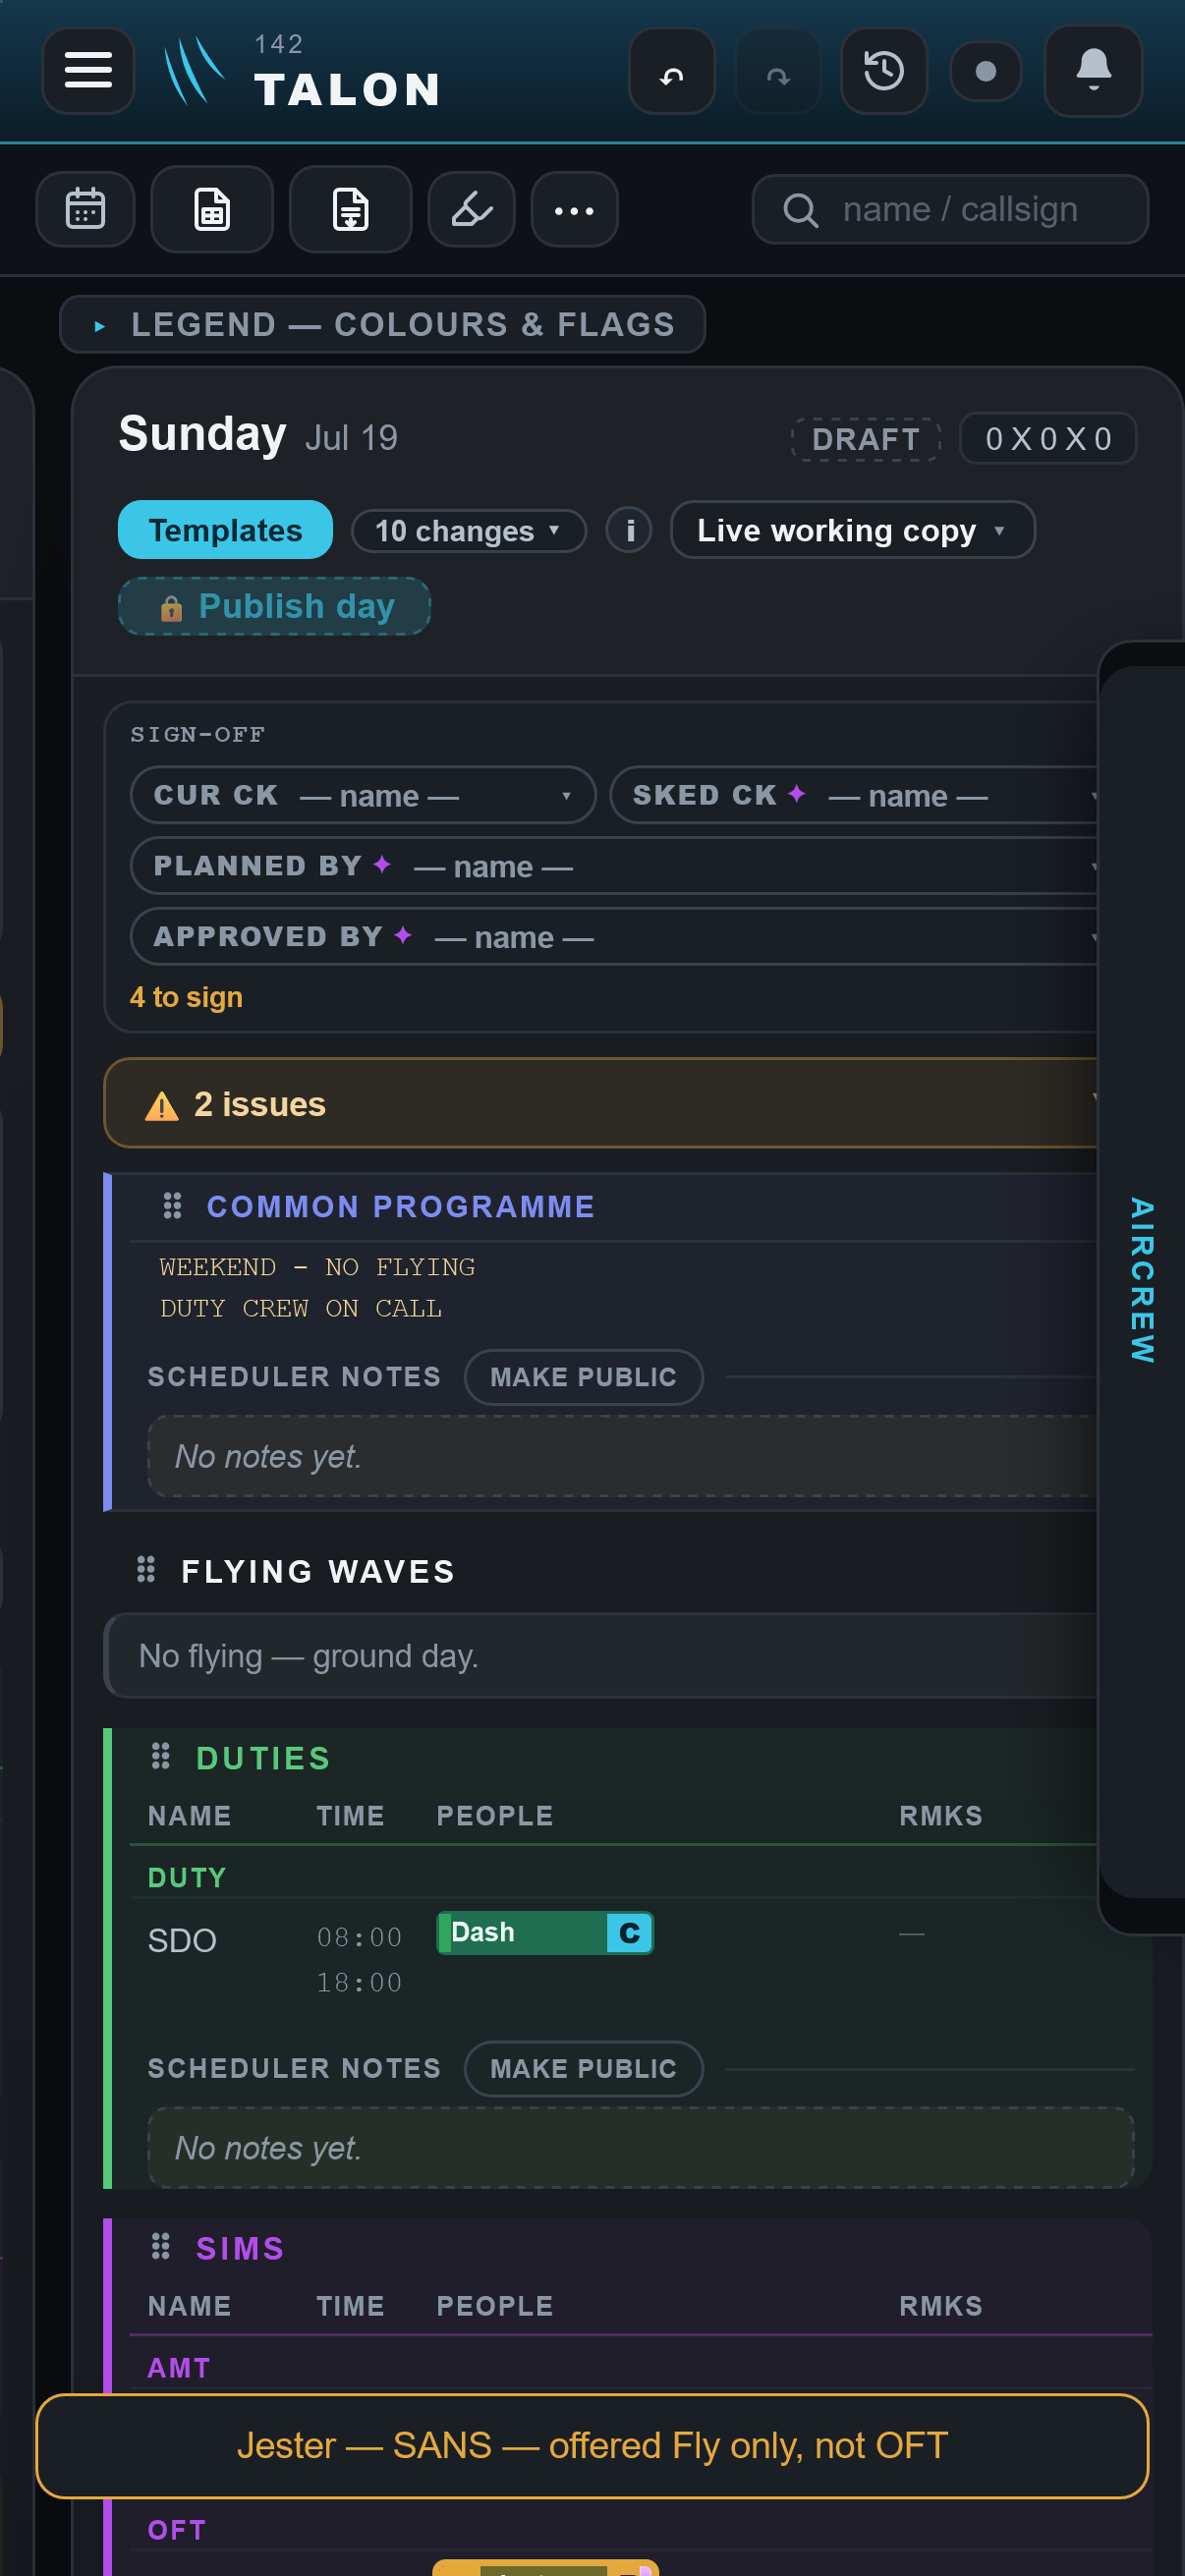 142
TALON
name / callsign
LEGEND — COLOURS & FLAGS
Sunday Jul 19 DRAFT 0 X 0 X 0
Templates 10 changes i Live working copy
Publish day
SIGN-OFF
CUR CK — name — SKED CK — name —
PLANNED BY — name —
APPROVED BY — name —
4 to sign
2 issues
COMMON PROGRAMME
WEEKEND – NO FLYING
DUTY CREW ON CALL
SCHEDULER NOTES MAKE PUBLIC
No notes yet.
FLYING WAVES
No flying — ground day.
DUTIES
NAME TIME PEOPLE RMKS
DUTY
SDO 08:00 Dash C —
18:00
SCHEDULER NOTES MAKE PUBLIC
No notes yet.
SIMS
NAME TIME PEOPLE RMKS
AMT
Jester — SANS — offered Fly only, not OFT
OFT
AIRCREW